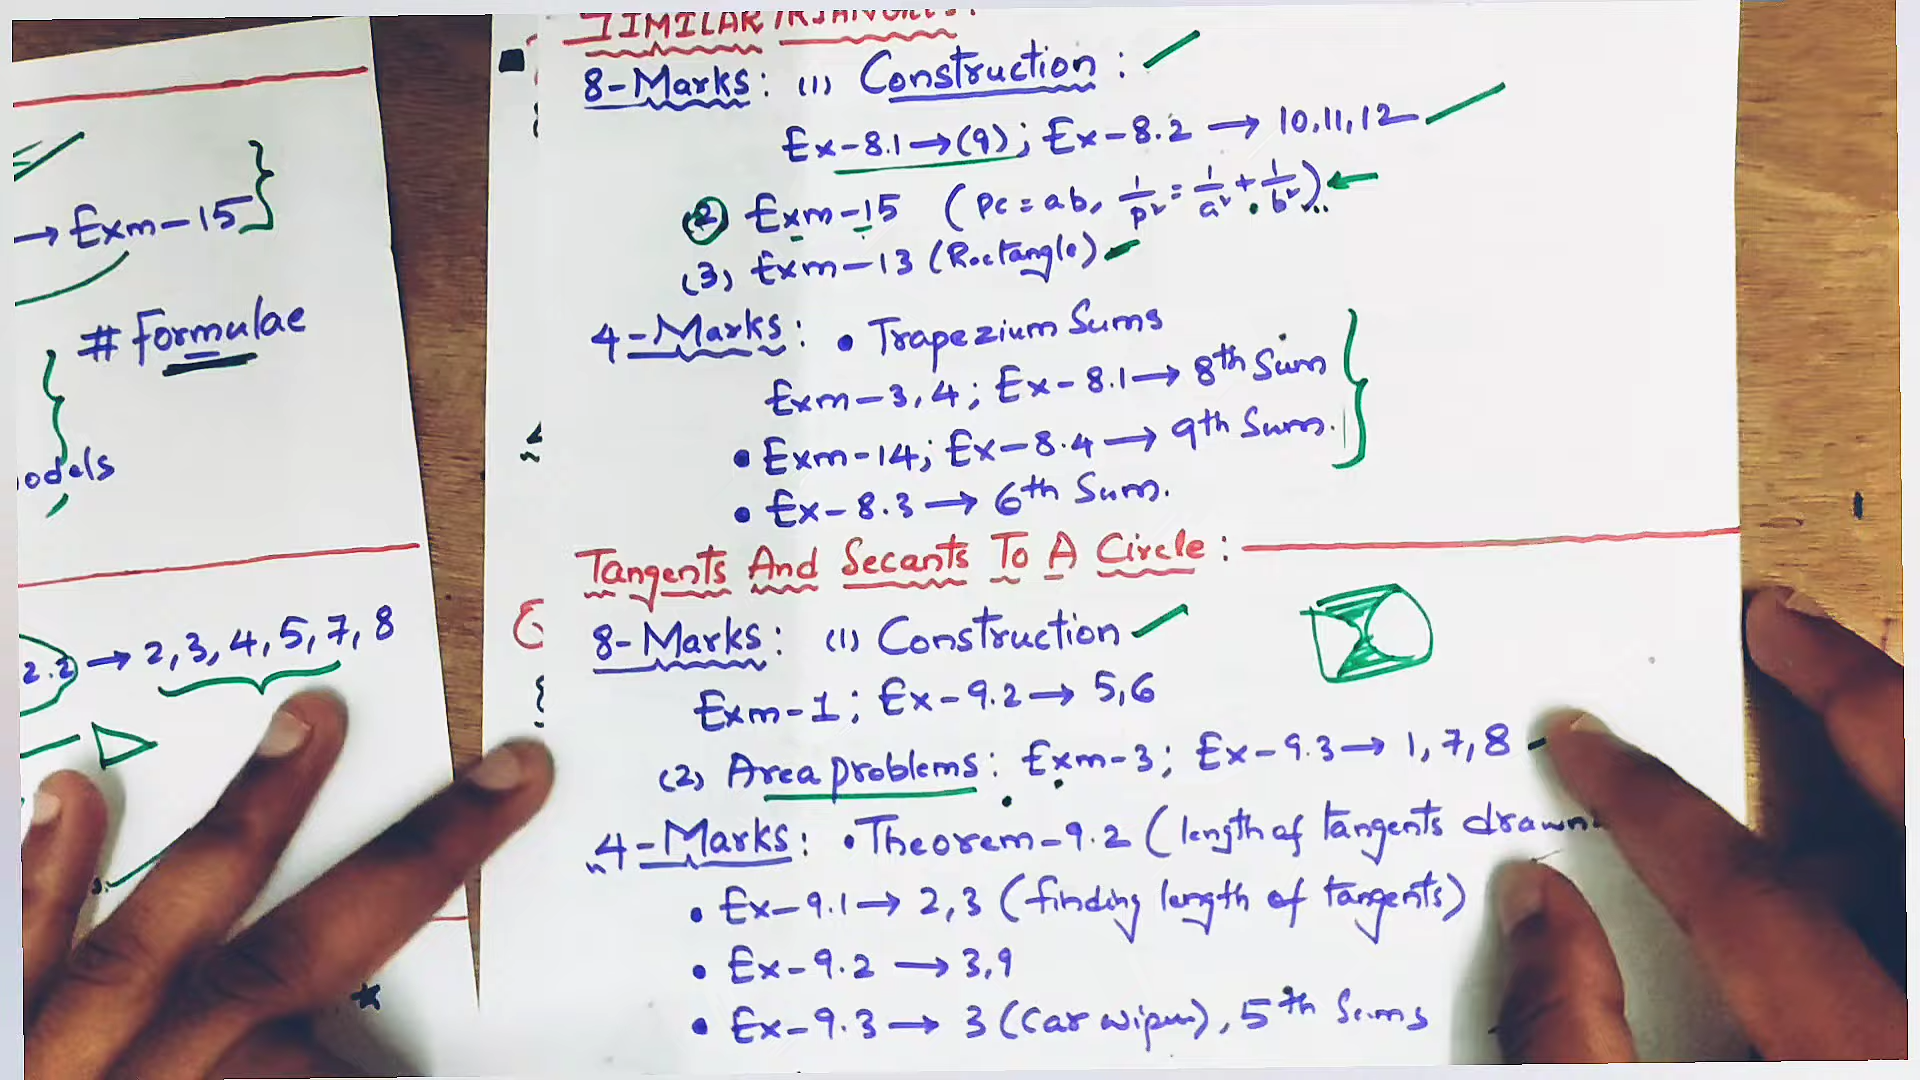 → Exm-15
# Formulae
odels
2.2 → 2, 3, 4, 5, 7, 8
SIMILAR TRIANGLES:
8-Marks: (1) Construction:
Ex-8.1→(9); Ex-8.2 → 10,11,12
(2) Exm-15 (Pc = ab, 1/p² = 1/a² + 1/b²)
(3) Exm-13 (Rectangle)
4-Marks: • Trapezium Sums
Exm-3,4; Ex-8.1→ 8th Sum
• Exm-14; Ex-8.4 → 9th Sum.
• Ex-8.3 → 6th Sum.
Tangents And Secants To A Circle:
8-Marks: (1) Construction
Exm-1; Ex-9.2→ 5,6
(2) Area problems: Exm-3; Ex-9.3→ 1,7,8
4-Marks: • Theorem-9.2 (length of tangents drawn
• Ex-9.1→ 2,3 (finding length of tangents)
• Ex-9.2 → 3,9
• Ex-9.3 → 3 (Car wiper), 5th Sums